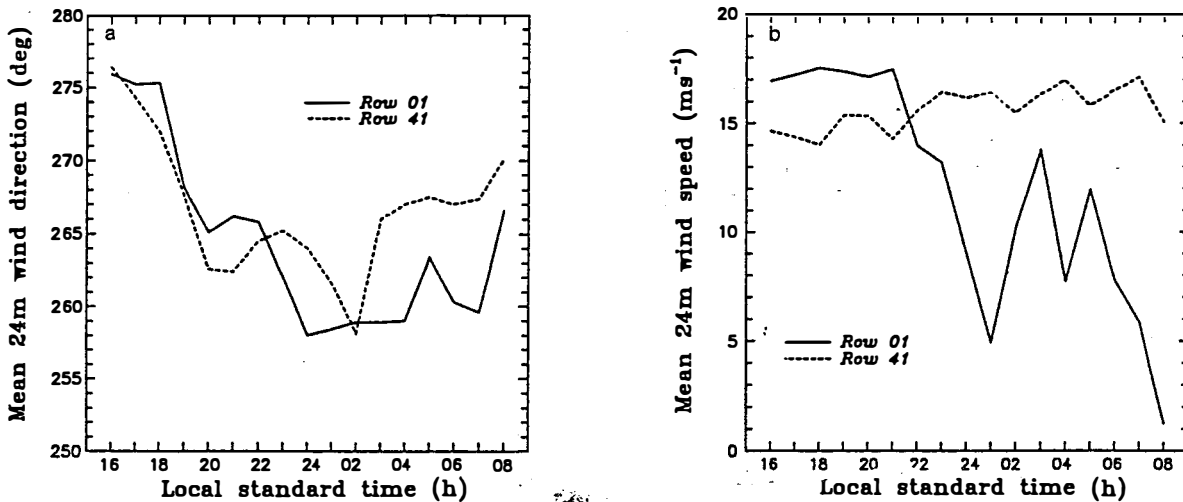 a
280
275
270
265
260
255
250
Mean 24m wind direction (deg)
Row 01
Row 41
16 18 20 22 24 02 04 06 08
Local standard time (h)
b
20
15
10
5
0
Mean 24m wind speed (ms⁻¹)
Row 01
Row 41
16 18 20 22 24 02 04 06 08
Local standard time (h)